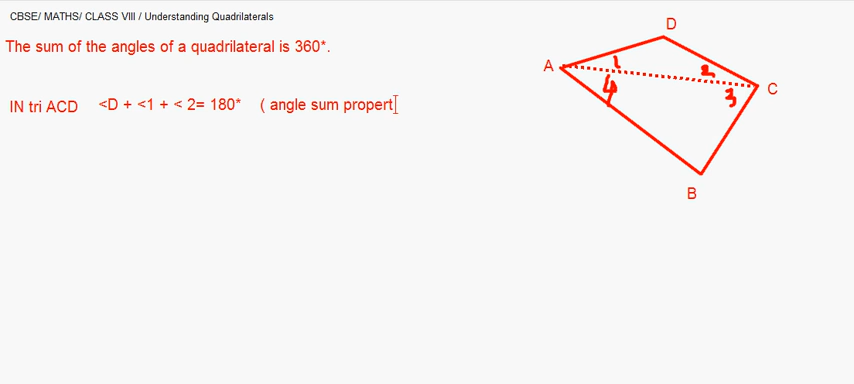 CBSE/ MATHS/ CLASS VIII / Understanding Quadrilaterals
The sum of the angles of a quadrilateral is 360*.
IN tri ACD <D + <1 + < 2= 180* ( angle sum propert
D
A
1
2
C
4
3
B